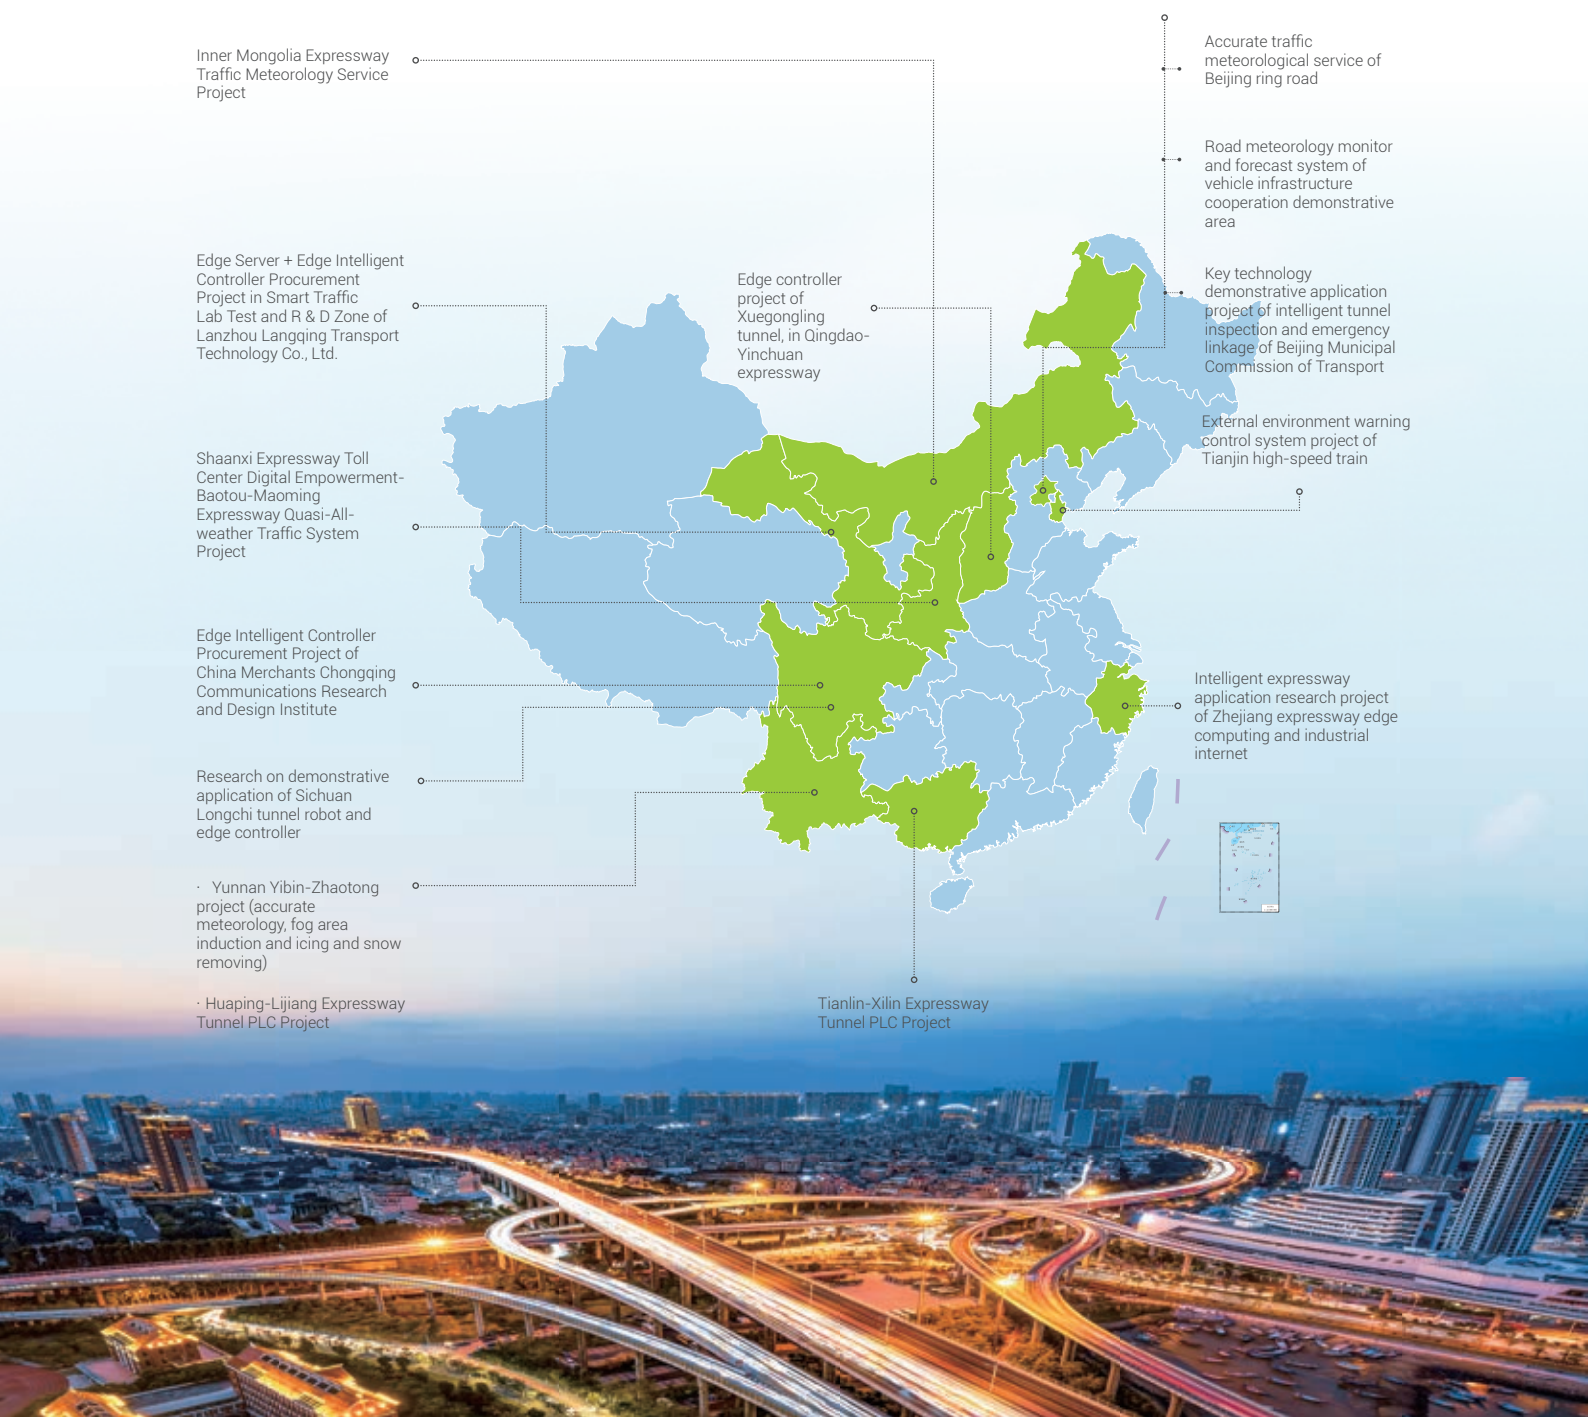 Inner Mongolia Expressway
Traffic Meteorology Service
Project
Accurate traffic
meteorological service of
Beijing ring road
Road meteorology monitor
and forecast system of
vehicle infrastructure
cooperation demonstrative
area
Edge Server + Edge Intelligent
Controller Procurement
Project in Smart Traffic
Lab Test and R & D Zone of
Lanzhou Langqing Transport
Technology Co., Ltd.
Edge controller
project of
Xuegongling
tunnel, in Qingdao-
Yinchuan
expressway
Key technology
demonstrative application
project of intelligent tunnel
inspection and emergency
linkage of Beijing Municipal
Commission of Transport
External environment warning
control system project of
Tianjin high-speed train
Shaanxi Expressway Toll
Center Digital Empowerment-
Baotou-Maoming
Expressway Quasi-All-
weather Traffic System
Project
Edge Intelligent Controller
Procurement Project of
China Merchants Chongqing
Communications Research
and Design Institute
Intelligent expressway
application research project
of Zhejiang expressway edge
computing and industrial
internet
Research on demonstrative
application of Sichuan
Longchi tunnel robot and
edge controller
· Yunnan Yibin-Zhaotong
project (accurate
meteorology, fog area
induction and icing and snow
removing)
· Huaping-Lijiang Expressway
Tunnel PLC Project
Tianlin-Xilin Expressway
Tunnel PLC Project